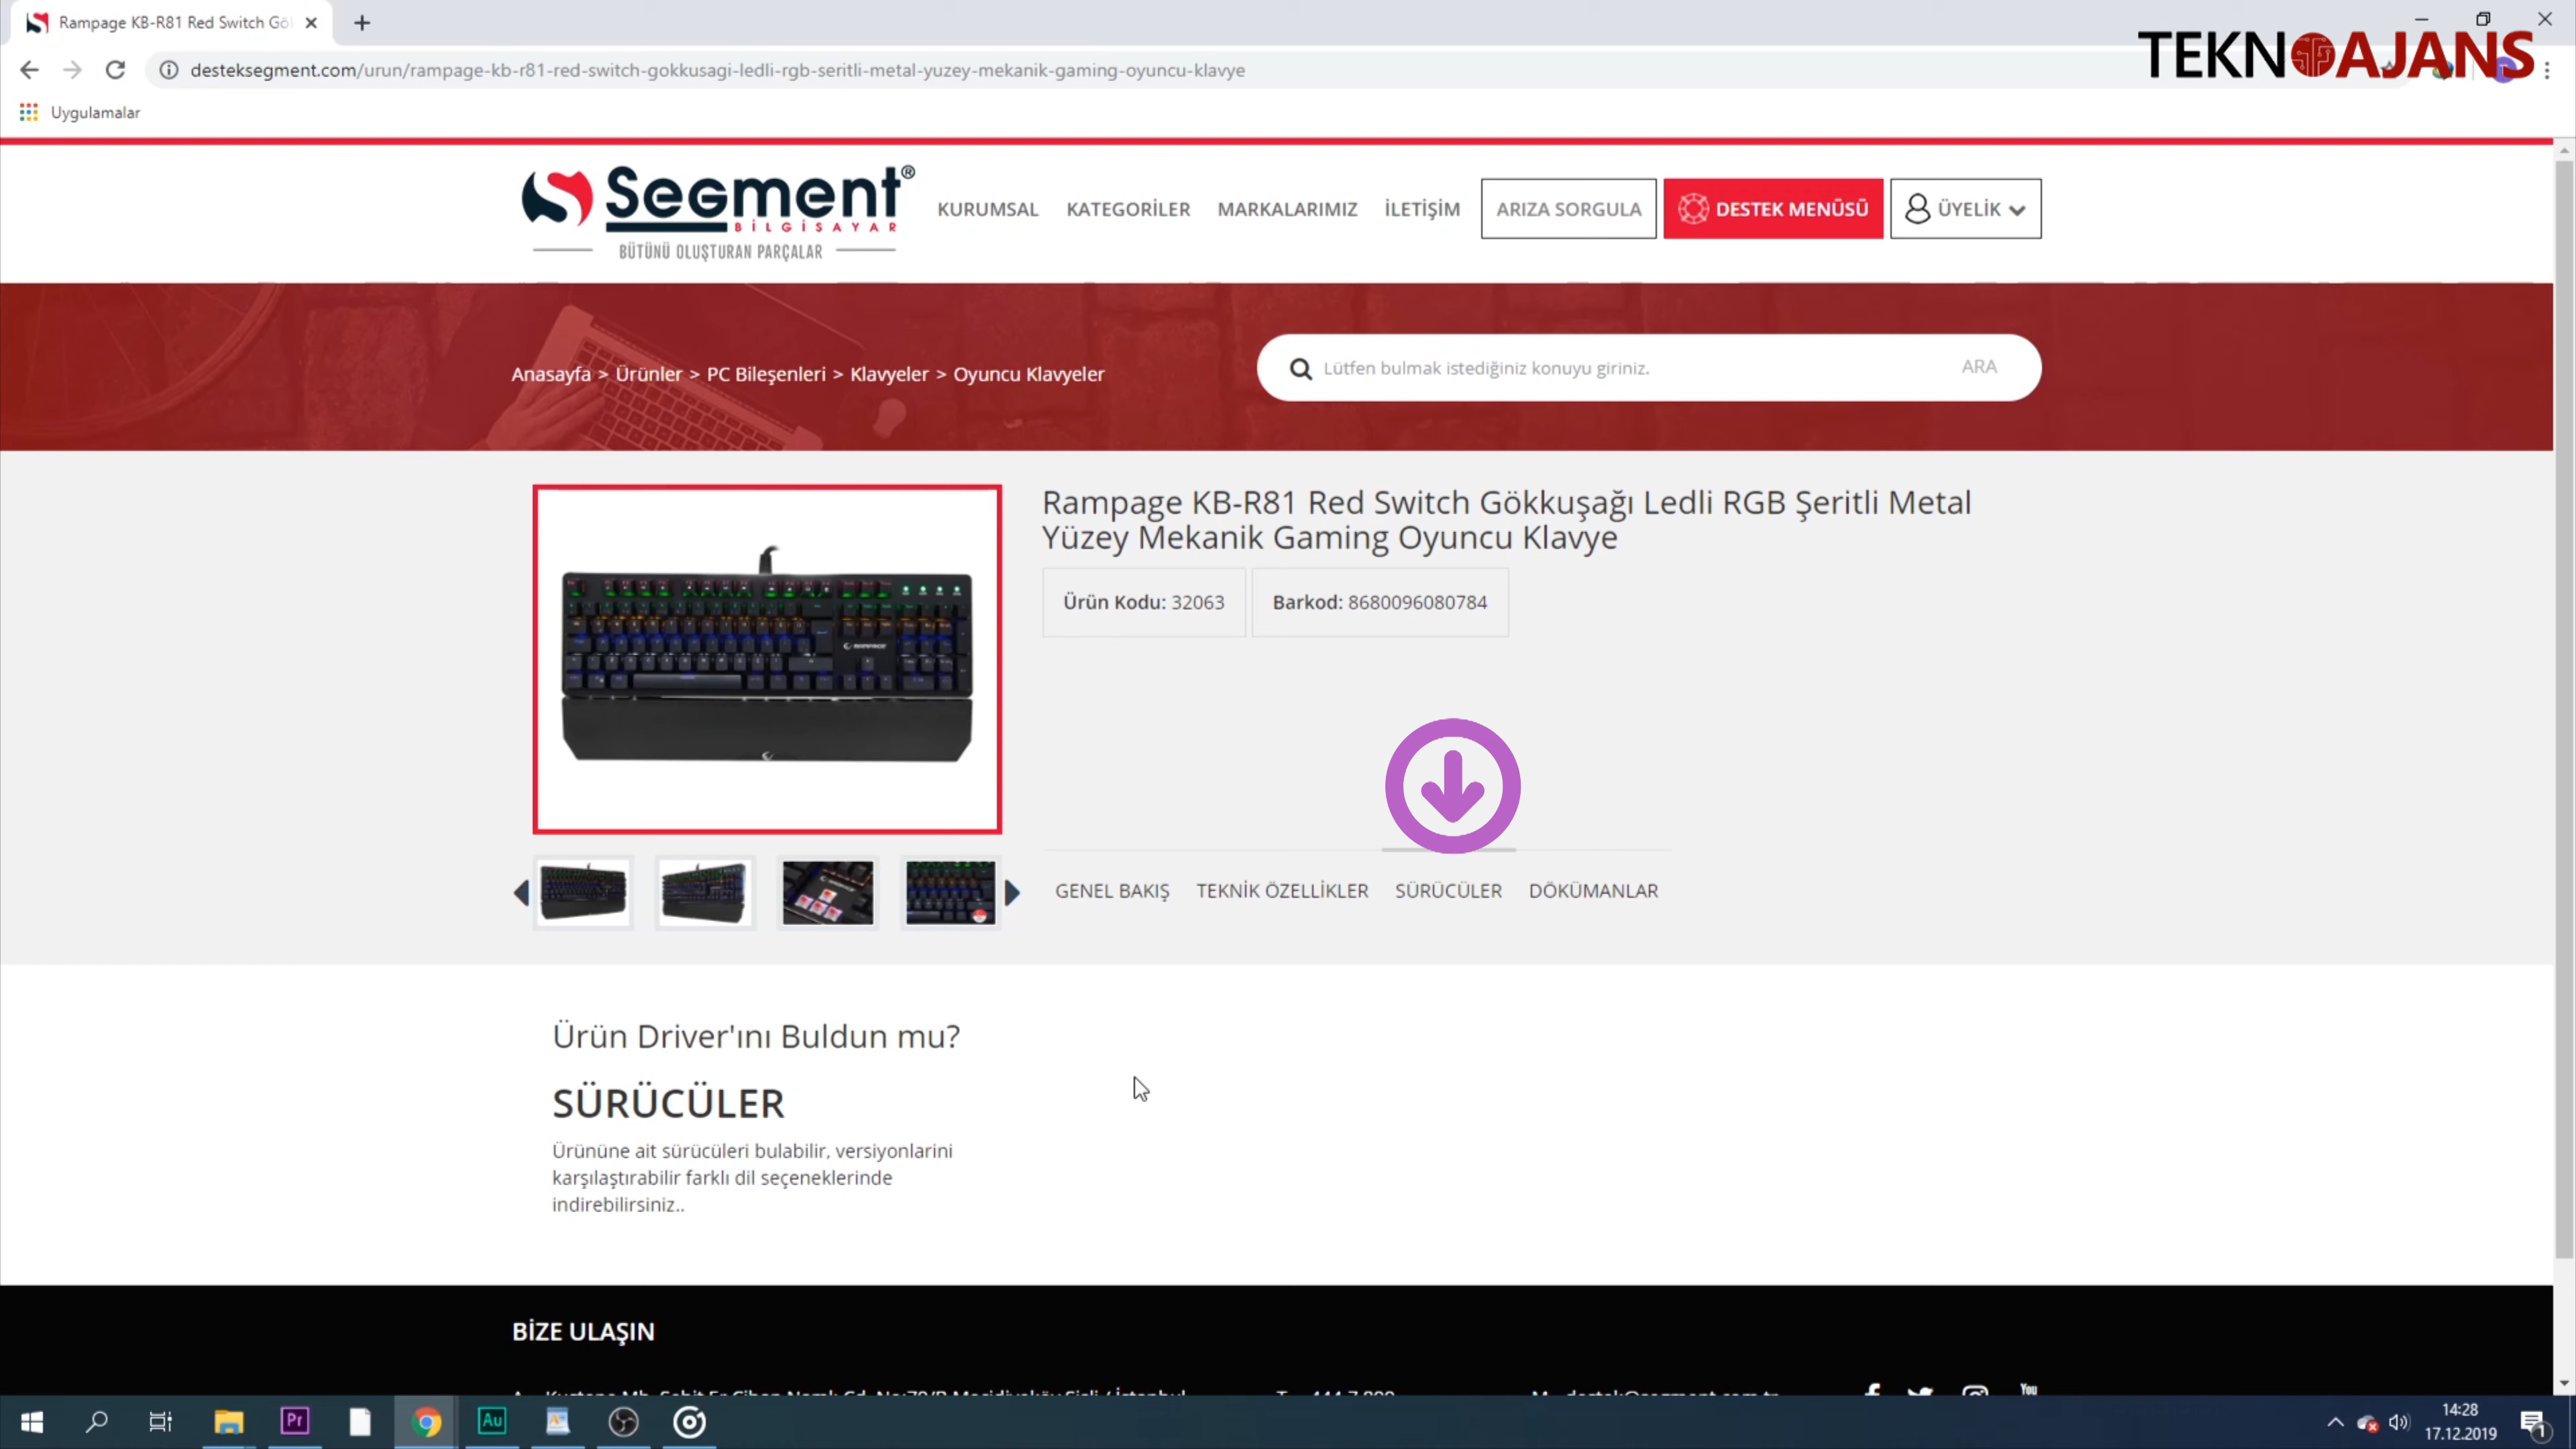 Rampage KB-R81 Red Switch Gö
TEKNOAJANS
desteksegment.com/urun/rampage-kb-r81-red-switch-gokkusagi-ledli-rgb-seritli-metal-yuzey-mekanik-gaming-oyuncu-klavye
Uygulamalar
Segment®
BİLGİSAYAR
BÜTÜNÜ OLUŞTURAN PARÇALAR
KURUMSAL
KATEGORİLER
MARKALARIMIZ
İLETİŞİM
ARIZA SORGULA
DESTEK MENÜSÜ
ÜYELİK
Anasayfa > Ürünler > PC Bileşenleri > Klavyeler > Oyuncu Klavyeler
Lütfen bulmak istediğiniz konuyu giriniz.
ARA
Rampage KB-R81 Red Switch Gökkuşağı Ledli RGB Şeritli Metal
Yüzey Mekanik Gaming Oyuncu Klavye
Ürün Kodu: 32063
Barkod: 8680096080784
RAMPAGE
GENEL BAKIŞ
TEKNİK ÖZELLİKLER
SÜRÜCÜLER
DÖKÜMANLAR
Ürün Driver'ını Buldun mu?
SÜRÜCÜLER
Ürününe ait sürücüleri bulabilir, versiyonlarini
karşılaştırabilir farklı dil seçeneklerinde
indirebilirsiniz..
BİZE ULAŞIN
You
Pr
Au
14:28
17.12.2019
1